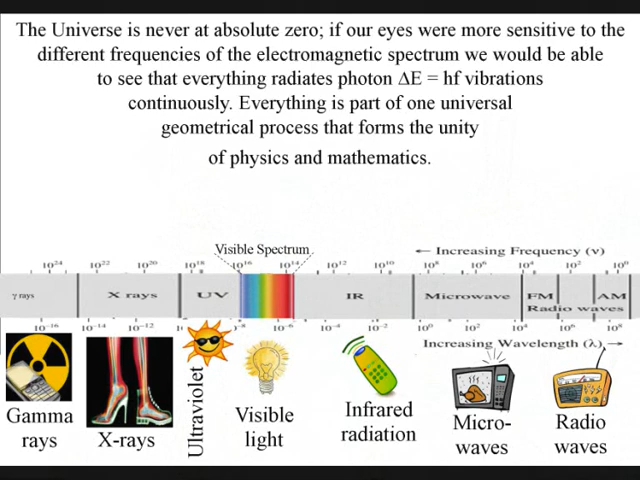 The Universe is never at absolute zero; if our eyes were more sensitive to the
different frequencies of the electromagnetic spectrum we would be able
to see that everything radiates photon ΔE = hf vibrations
continuously. Everything is part of one universal
geometrical process that forms the unity
of physics and mathematics.
Visible Spectrum
← Increasing Frequency (ν)
10²⁴ 10²² 10²⁰ 10¹⁸ 10¹⁶ 10¹⁴ 10¹² 10¹⁰ 10⁸ 10⁶ 10⁴ 10² 10⁰
γ rays X rays UV IR Microwave FM AM
Radio waves
10⁻¹⁶ 10⁻¹⁴ 10⁻¹² 10⁻⁶ 10⁻⁴ 10⁻² 10⁰ 10² 10⁴ 10⁶ 10⁸
Increasing Wavelength (λ) →
Gamma rays
X-rays
Ultraviolet
Visible light
Infrared radiation
Micro-
waves
Radio waves